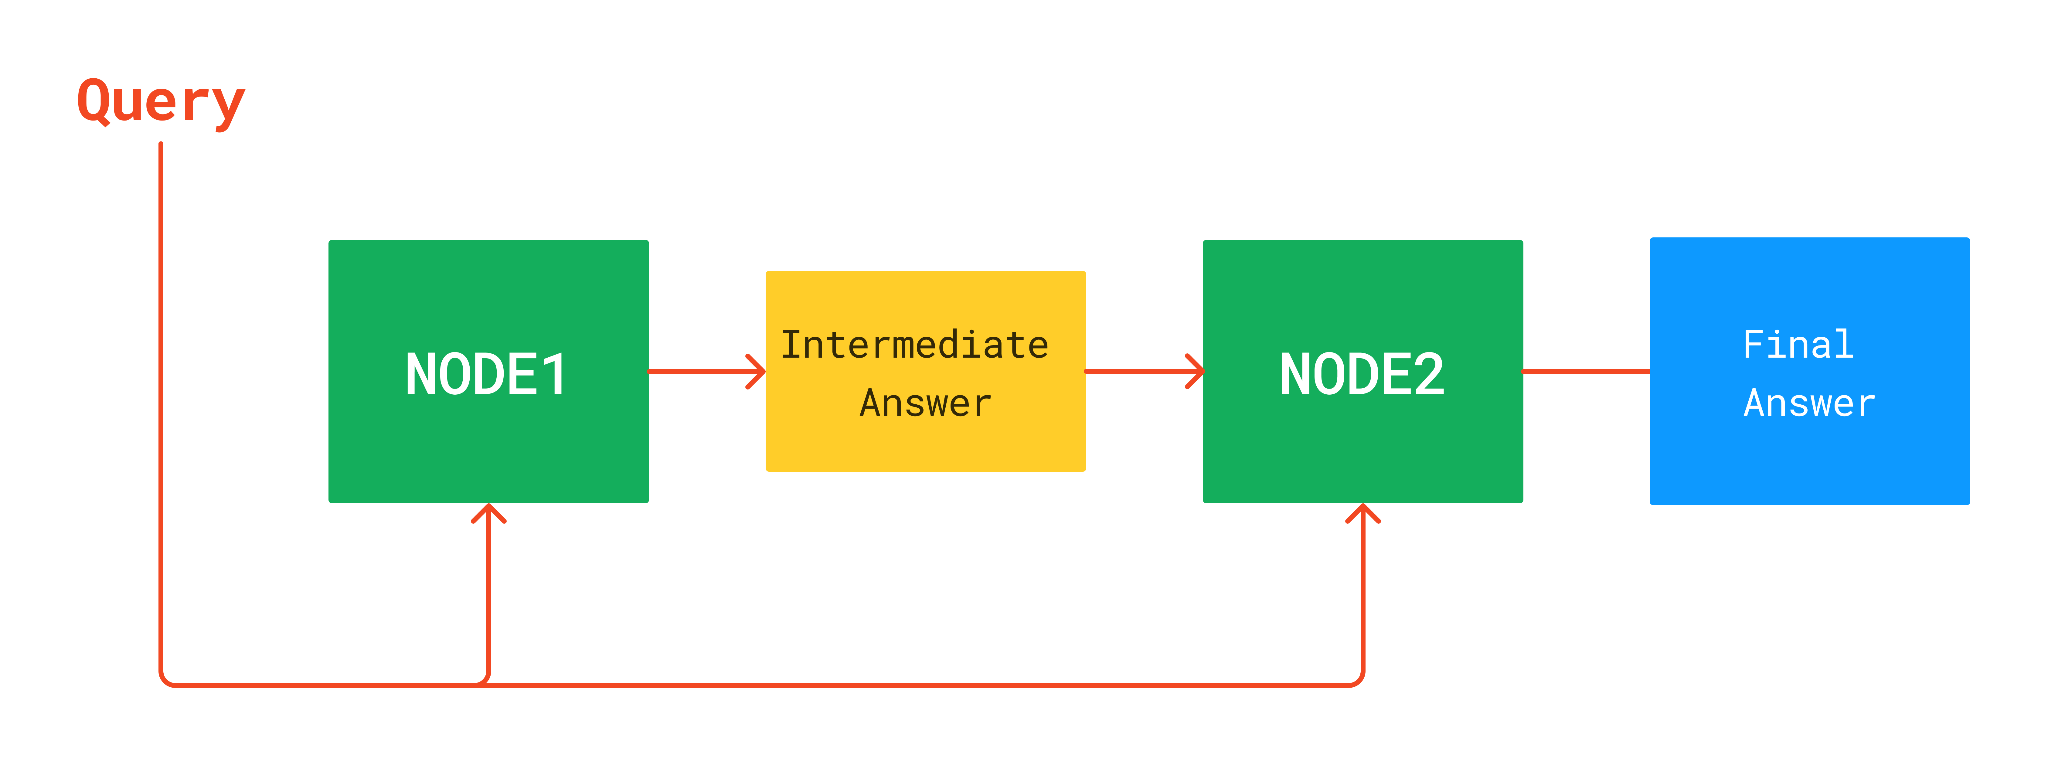 Query
NODE1
Intermediate
Answer
NODE2
Final
Answer